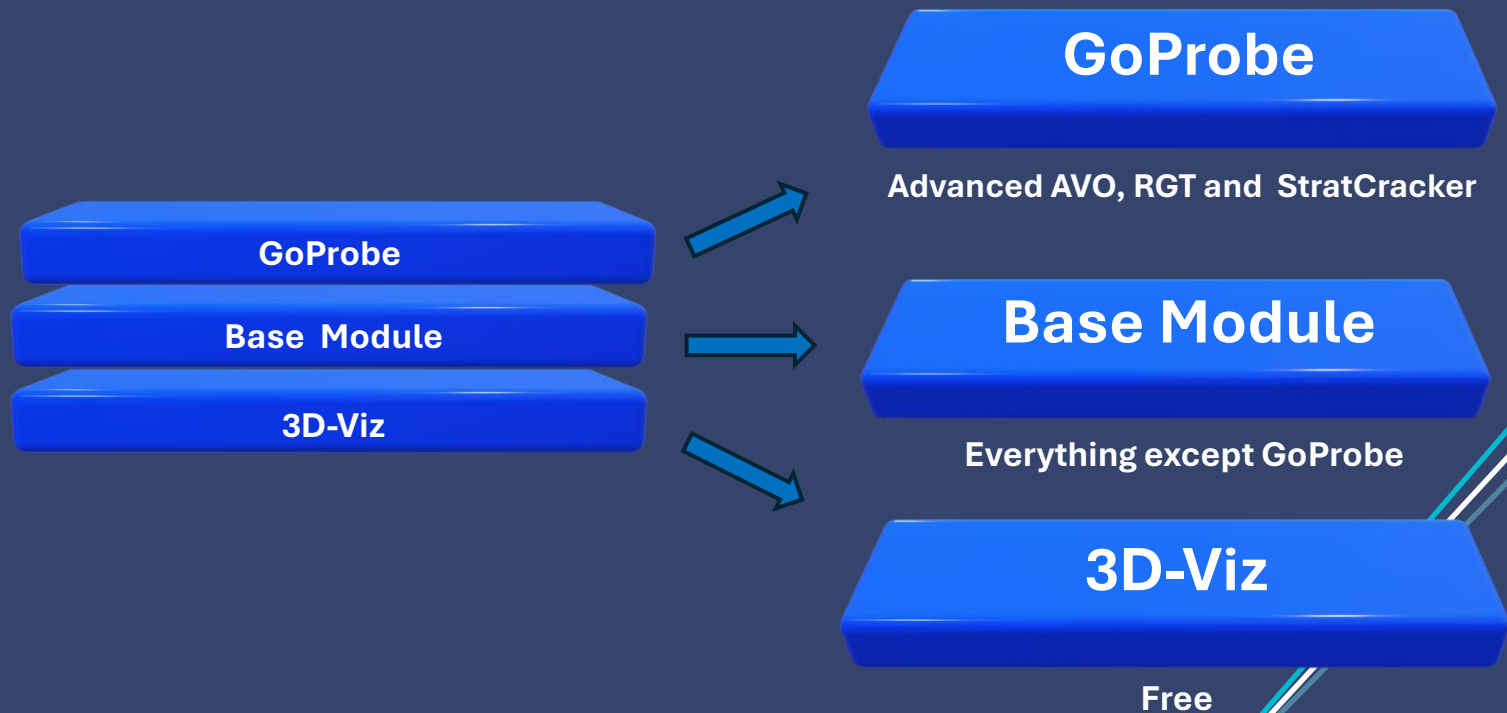 GoProbe
Base Module
3D-Viz
GoProbe
Advanced AVO, RGT and StratCracker
Base Module
Everything except GoProbe
3D-Viz
Free